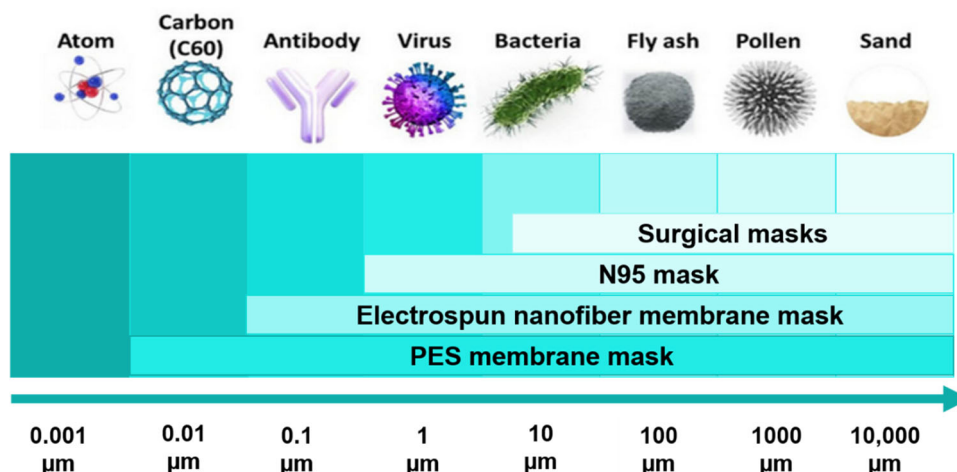 Atom
Carbon
(C60)
Antibody
Virus
Bacteria
Fly ash
Pollen
Sand
Surgical masks
N95 mask
Electrospun nanofiber membrane mask
PES membrane mask
0.001
µm
0.01
µm
0.1
µm
1
µm
10
µm
100
µm
1000
µm
10,000
µm